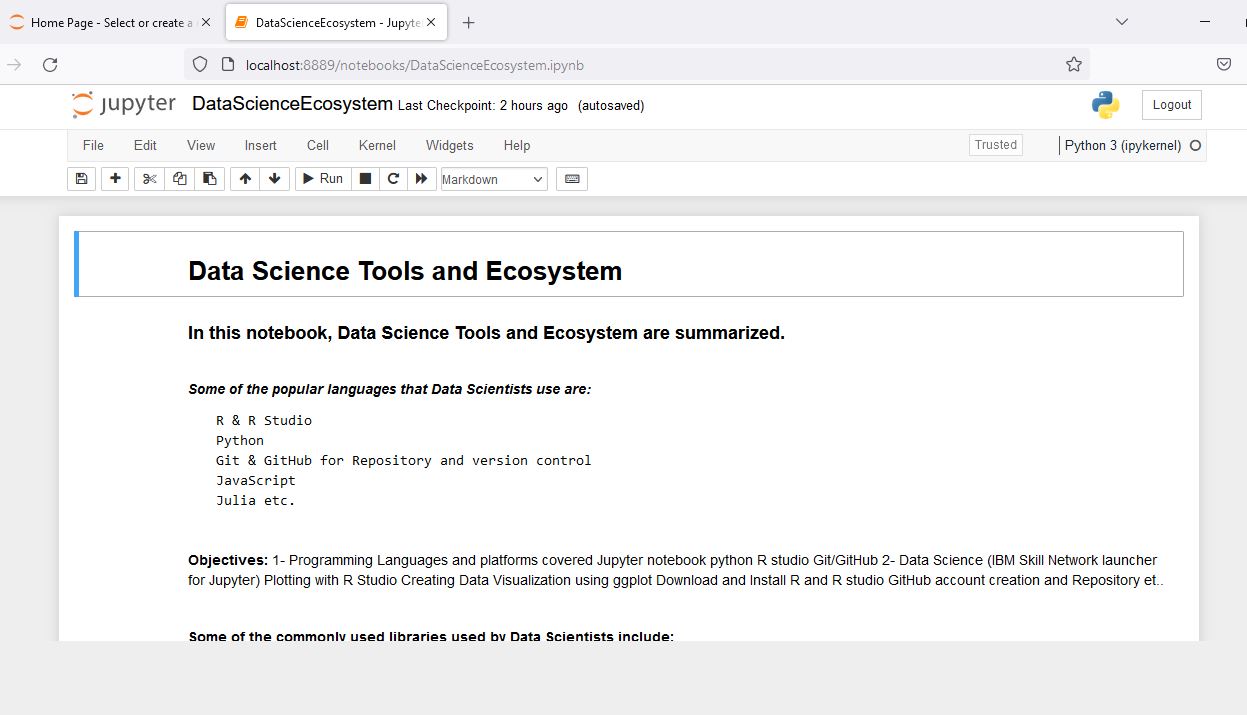 Home Page - Select or create a
DataScienceEcosystem - Jupyte
localhost:8889/notebooks/DataScienceEcosystem.ipynb
jupyter DataScienceEcosystem Last Checkpoint: 2 hours ago (autosaved) Logout
File Edit View Insert Cell Kernel Widgets Help Trusted Python 3 (ipykernel)
Run Markdown
Data Science Tools and Ecosystem
In this notebook, Data Science Tools and Ecosystem are summarized.
Some of the popular languages that Data Scientists use are:
R & R Studio
Python
Git & GitHub for Repository and version control
JavaScript
Julia etc.
Objectives: 1- Programming Languages and platforms covered Jupyter notebook python R studio Git/GitHub 2- Data Science (IBM Skill Network launcher
for Jupyter) Plotting with R Studio Creating Data Visualization using ggplot Download and Install R and R studio GitHub account creation and Repository et..
Some of the commonly used libraries used by Data Scientists include: